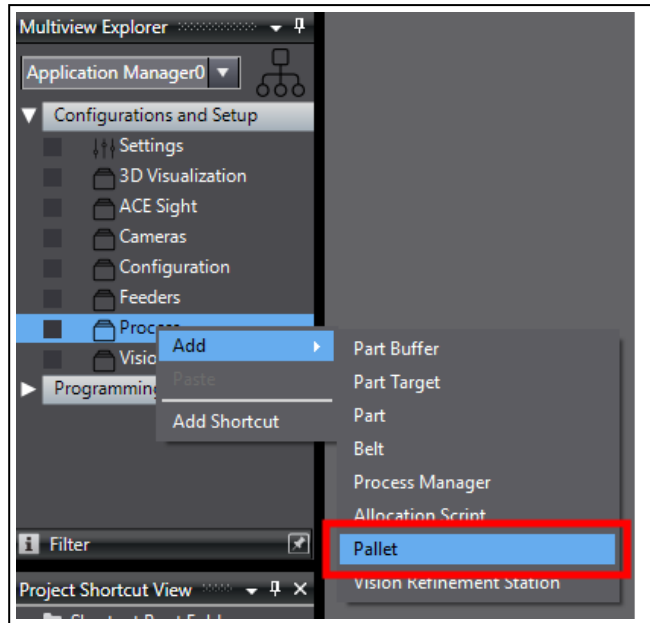 Multiview Explorer
Application Manager0
Configurations and Setup
Settings
3D Visualization
ACE Sight
Cameras
Configuration
Feeders
Process
Visio
Programming
Add
Paste
Add Shortcut
Part Buffer
Part Target
Part
Belt
Process Manager
Allocation Script
Pallet
Vision Refinement Station
Filter
Project Shortcut View